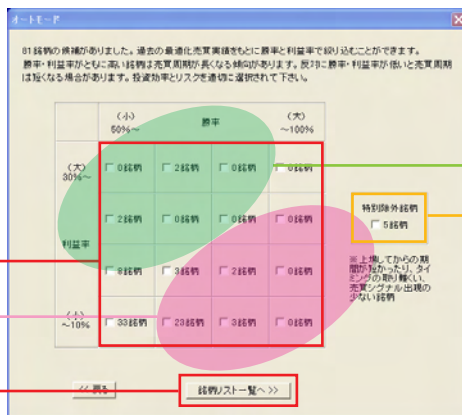 オートモード
81銘柄の候補がありました。過去の最適化売買実績をもとに勝率と利益率で絞り込むことができます。
勝率・利益率がともに高い銘柄は売買周期が長くなる傾向があります。反対に勝率・利益率が低いと売買周期
は短くなる場合があります。投資効率とリスクを適切に選択されて下さい。
(小) 勝率 (大)
50%～ ～100%
(大)
30%～
0銘柄 2銘柄 0銘柄 0銘柄
2銘柄 0銘柄 0銘柄 0銘柄
利益率
8銘柄 3銘柄 2銘柄 0銘柄
(小)
～10%
33銘柄 23銘柄 3銘柄 0銘柄
特別除外銘柄
5銘柄
※上場してからの期
間が短かったり、タイ
ミングの取り難くい、
売買シグナル出現の
少ない銘柄
<< 戻る 銘柄リスト一覧へ >>